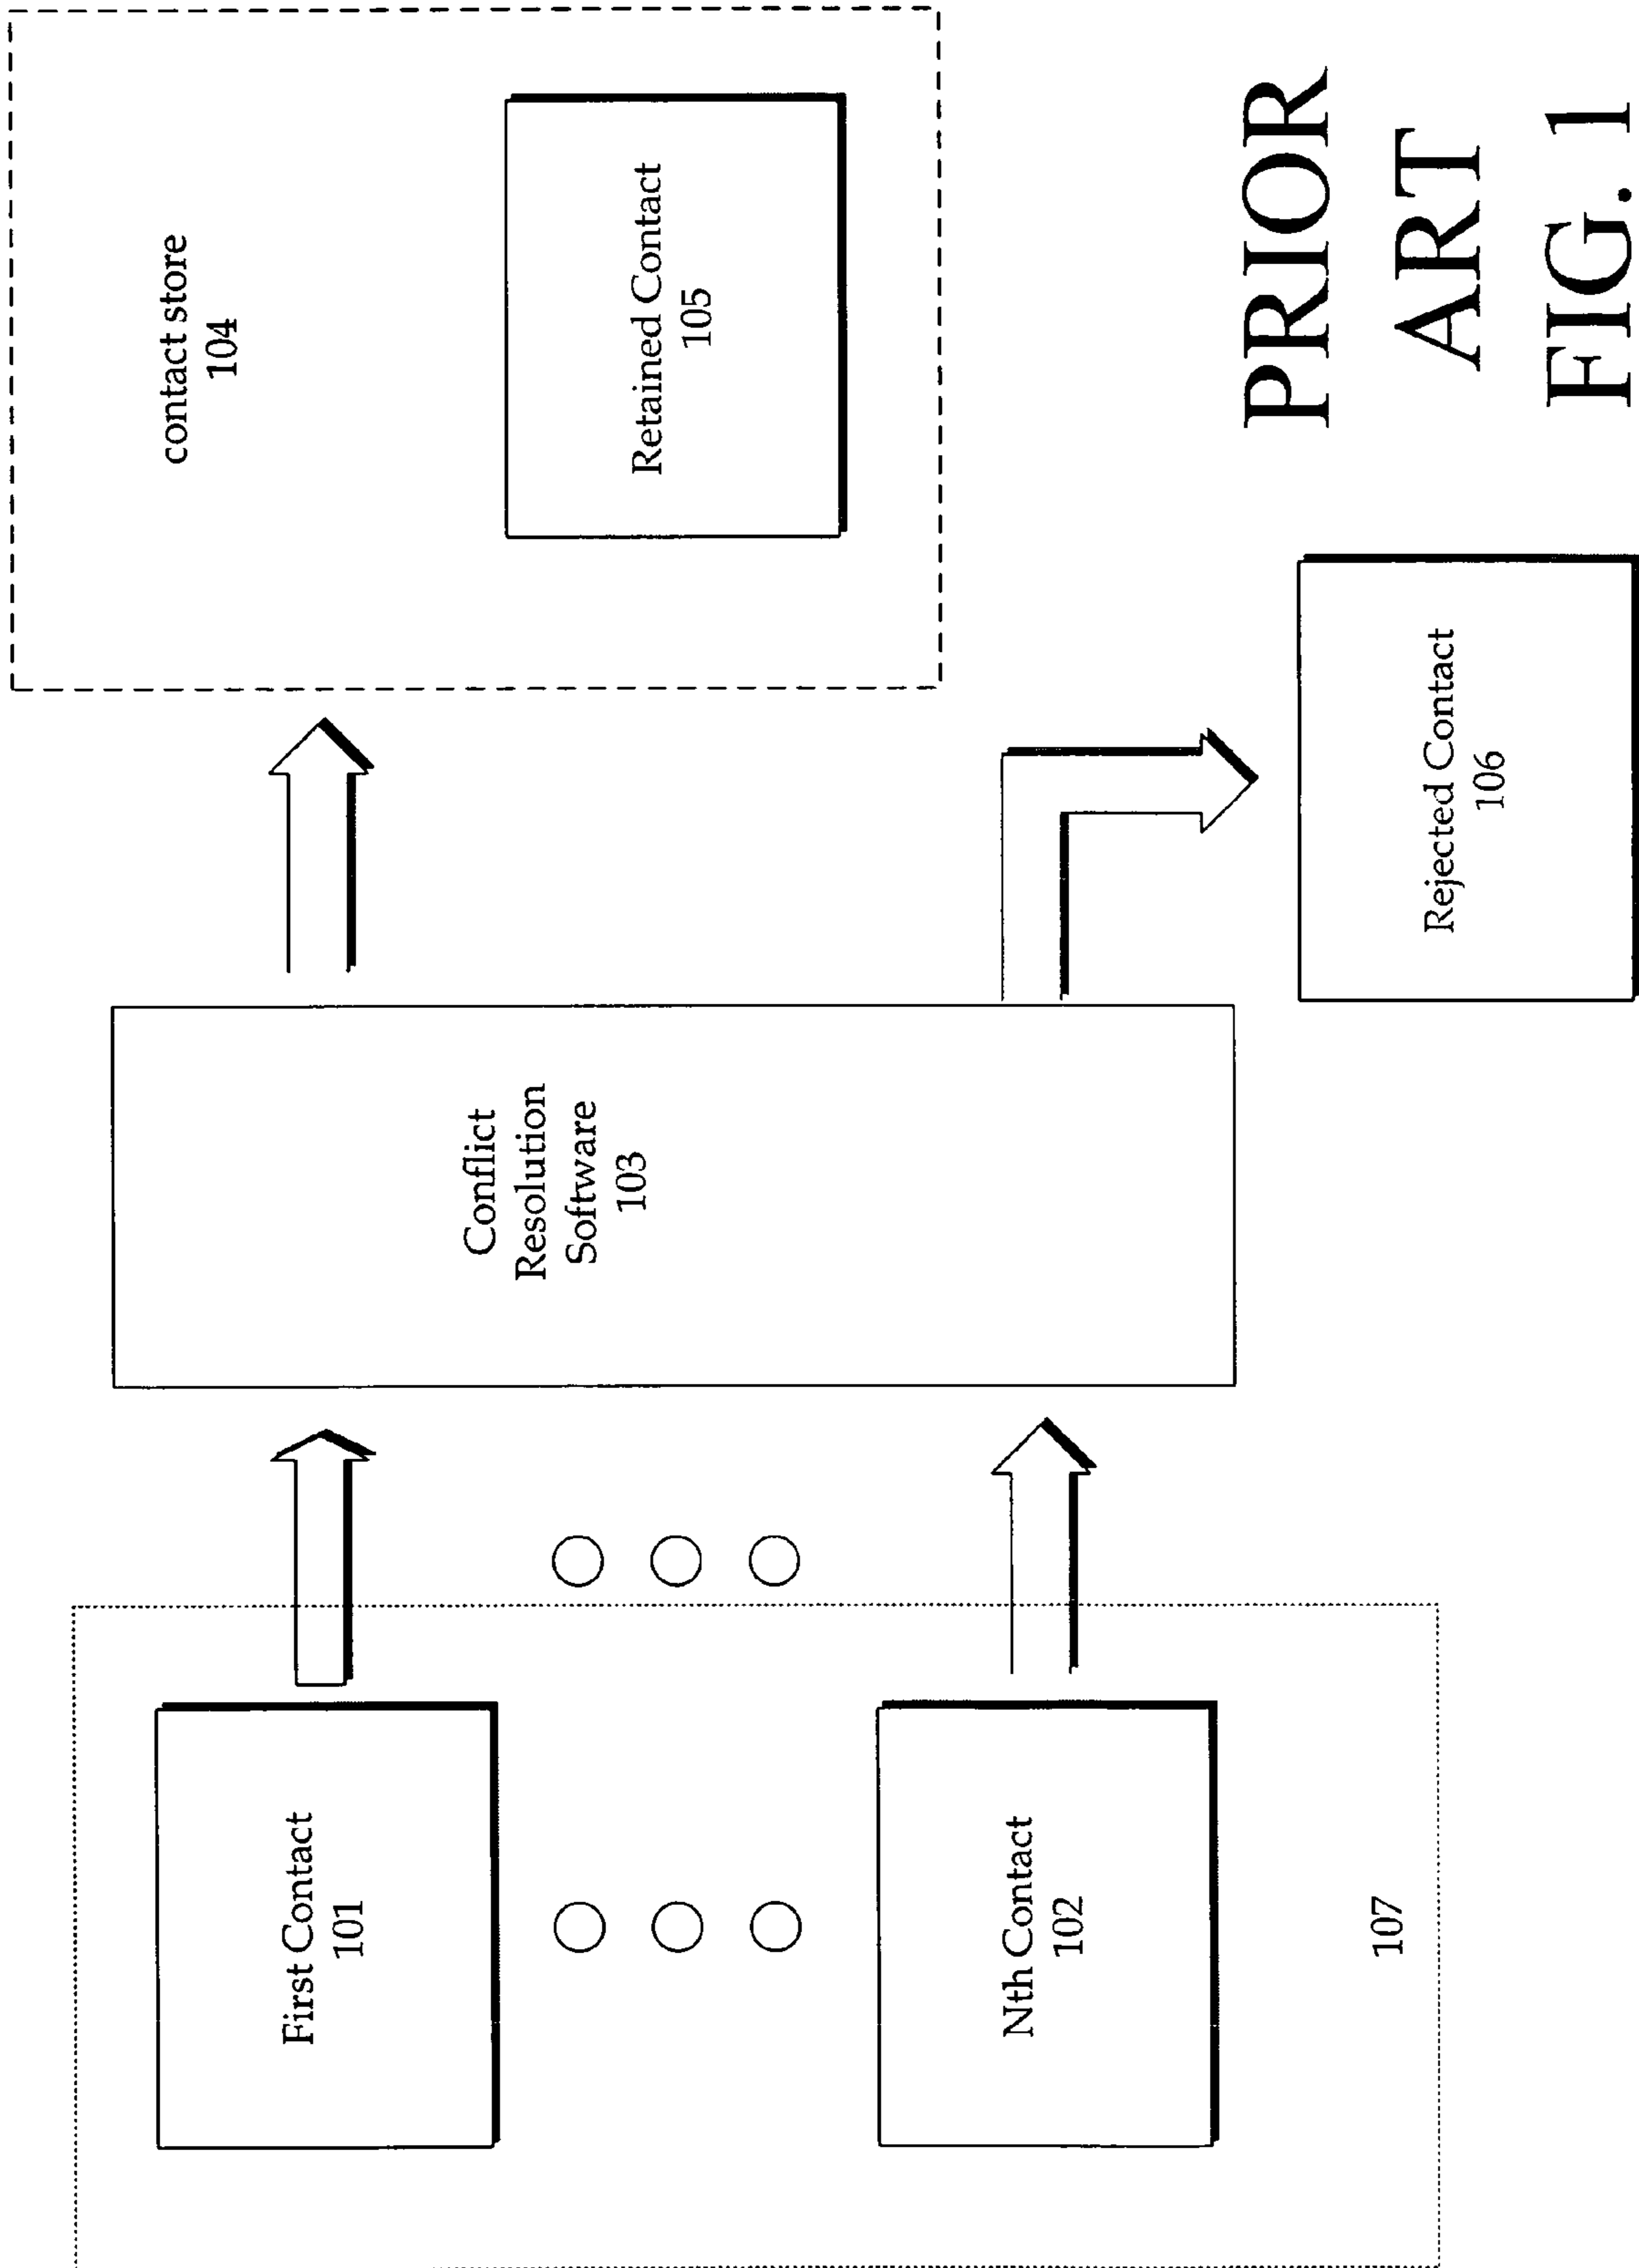 First Contact
101
Nth Contact
102
107
Conflict
Resolution
Software
103
contact store
104
Retained Contact
105
Rejected Contact
106
PRIOR
ART
FIG. 1